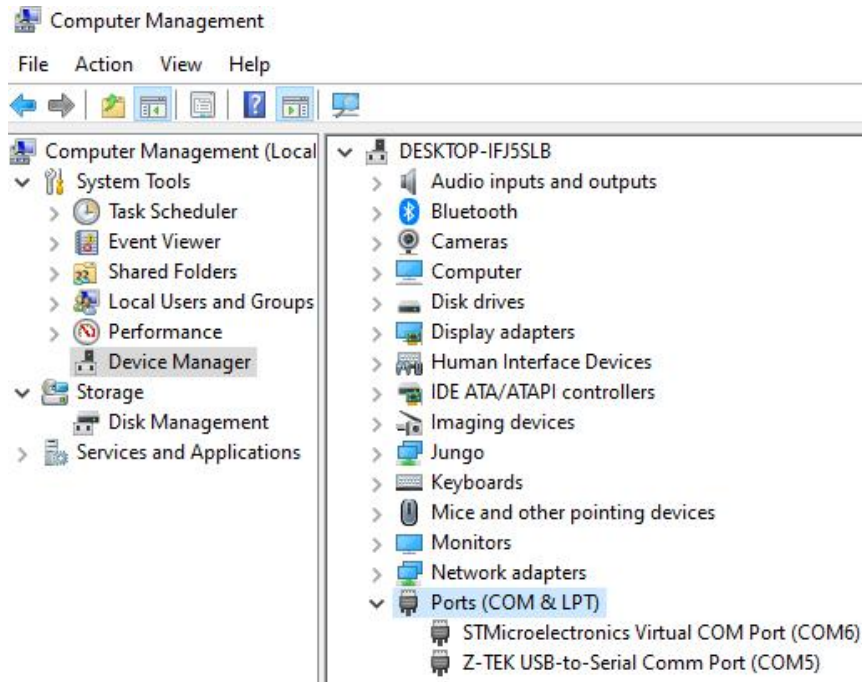 Computer Management
File Action View Help
Computer Management (Local
System Tools
Task Scheduler
Event Viewer
Shared Folders
Local Users and Groups
Performance
Device Manager
Storage
Disk Management
Services and Applications
DESKTOP-IFJ5SLB
Audio inputs and outputs
Bluetooth
Cameras
Computer
Disk drives
Display adapters
Human Interface Devices
IDE ATA/ATAPI controllers
Imaging devices
Jungo
Keyboards
Mice and other pointing devices
Monitors
Network adapters
Ports (COM & LPT)
STMicroelectronics Virtual COM Port (COM6)
Z-TEK USB-to-Serial Comm Port (COM5)